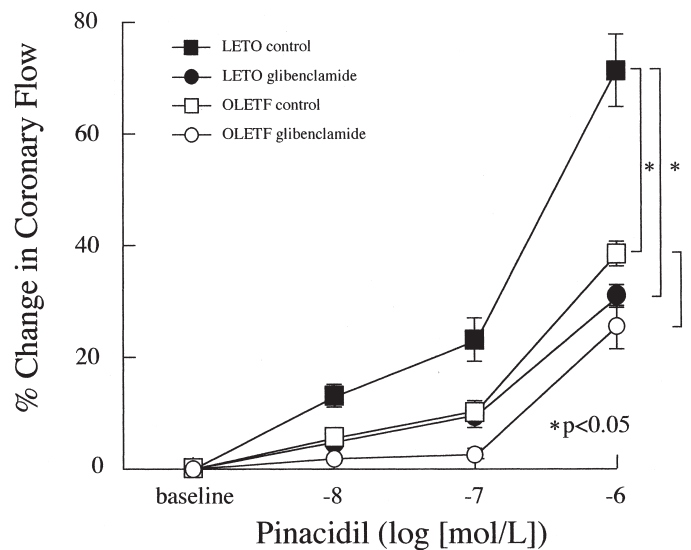 80
60
40
20
0
% Change in Coronary Flow
LETO control
LETO glibenclamide
OLETF control
OLETF glibenclamide
* *
*p<0.05
baseline -8 -7 -6
Pinacidil (log [mol/L])